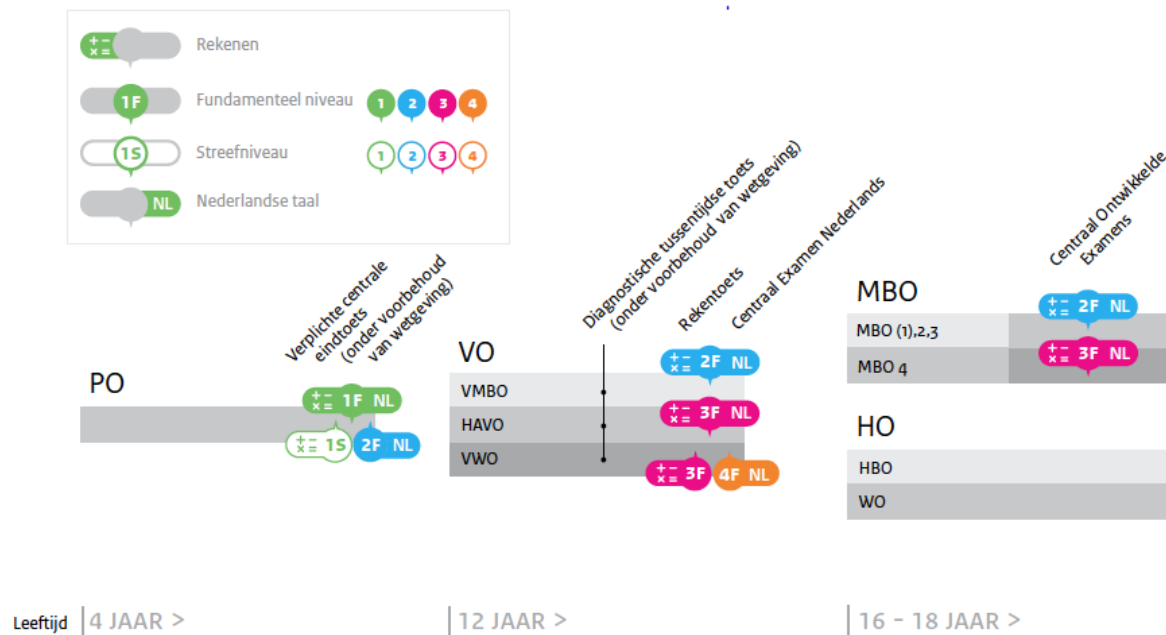 + −
× =
Rekenen
1F
Fundamenteel niveau
1 2 3 4
1S
Streefniveau
1 2 3 4
NL
Nederlandse taal
Verplichte centrale
eindtoets
(onder voorbehoud
van wetgeving)
PO
+ − × = 1F NL
+ − × = 1S 2F NL
Diagnostische tussentijdse toets
(onder voorbehoud van wetgeving)
Rekentoets
Centraal Examen Nederlands
VO
+ − × = 2F NL
VMBO
HAVO
+ − × = 3F NL
VWO
+ − × = 3F 4F NL
Centraal Ontwikkelde
Examens
MBO
+ − × = 2F NL
MBO (1),2,3
MBO 4
+ − × = 3F NL
HO
HBO
WO
Leeftijd
4 JAAR >
12 JAAR >
16 - 18 JAAR >